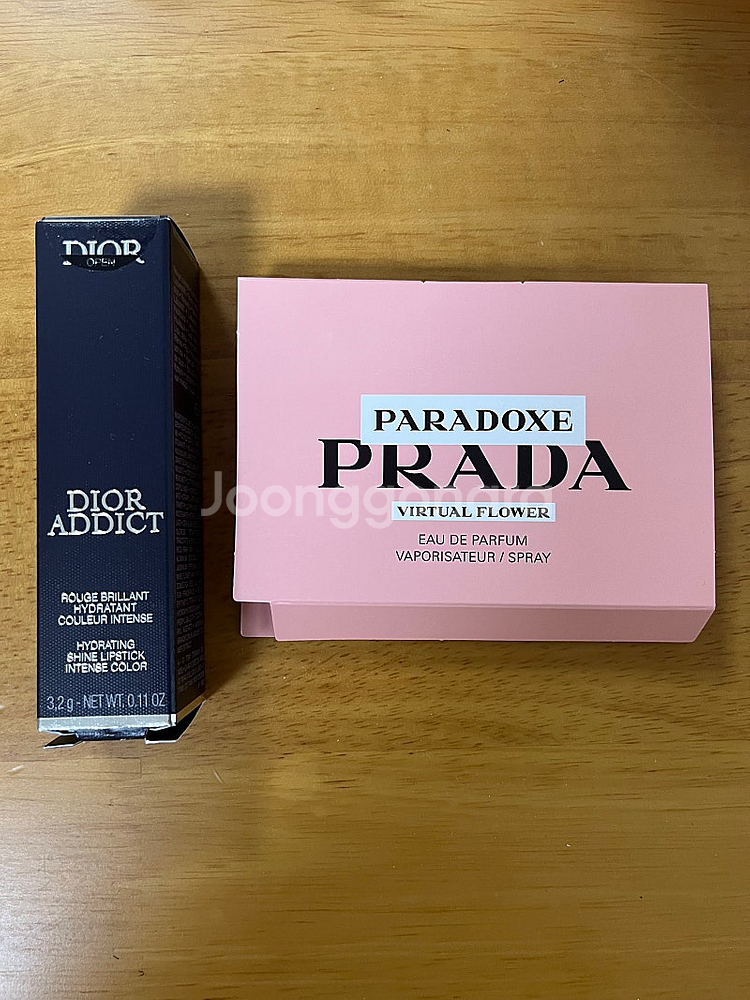 DIOR
OPEN
DIOR
ADDICT
ROUGE BRILLANT
HYDRATANT
COULEUR INTENSE
HYDRATING
SHINE LIPSTICK
INTENSE COLOR
3,2 g - NET WT. 0.11 OZ
PARADOXE
PRADA
VIRTUAL FLOWER
EAU DE PARFUM
VAPORISATEUR / SPRAY
Joonggonara